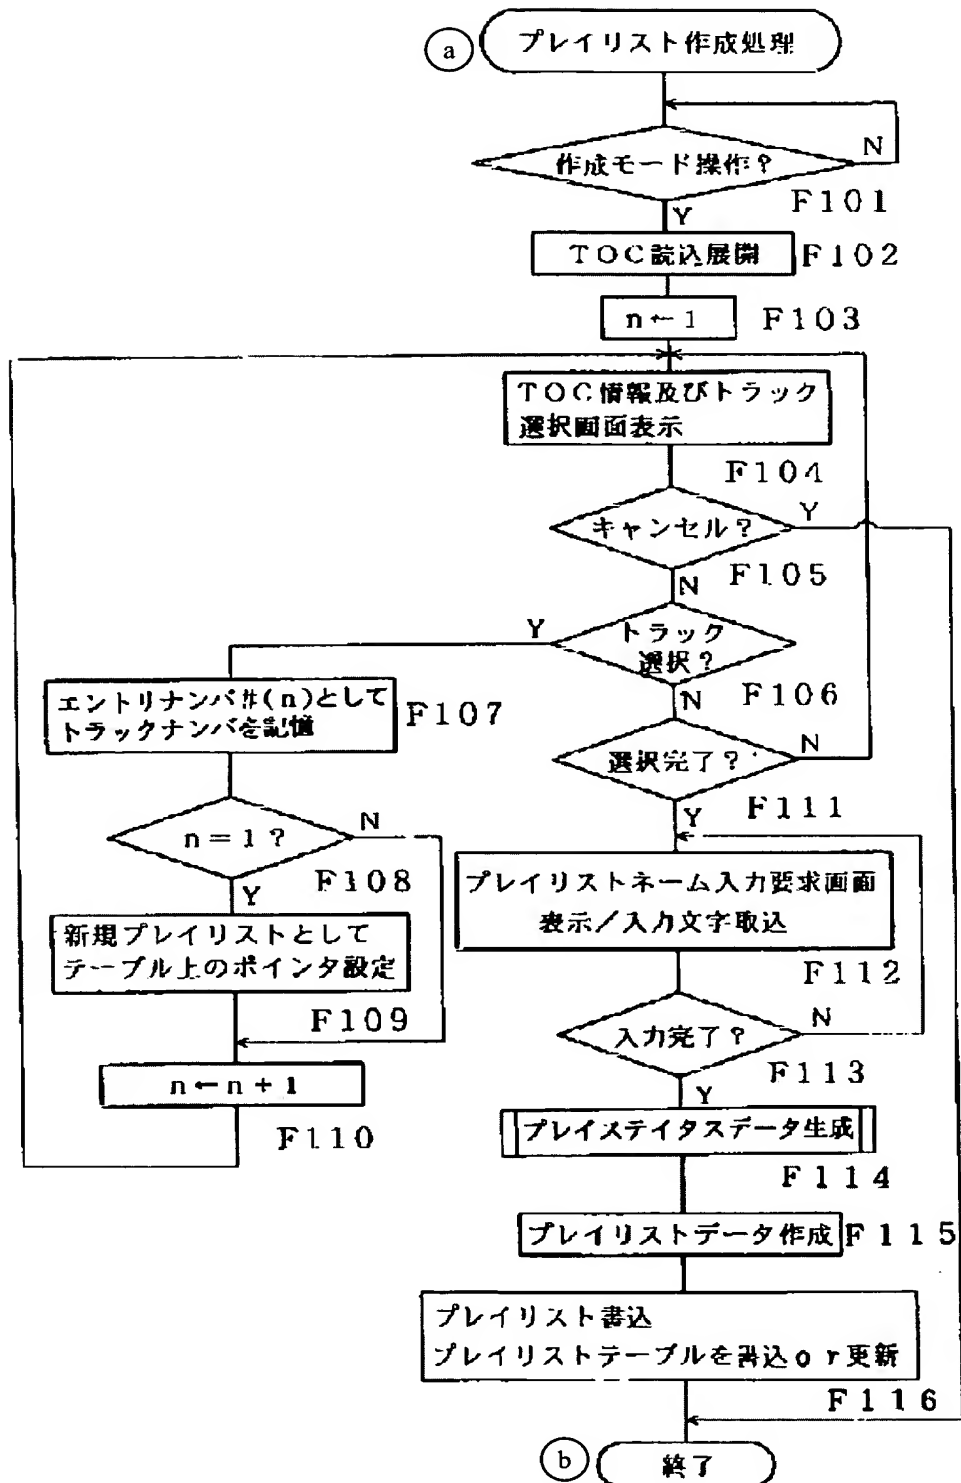 a
プレイリスト作成処理
N
作成モード操作?
F101
Y
TOC読込展開
F102
n←1
F103
TOC情報及びトラック
選択画面表示
F104
Y
キャンセル?
F105
N
Y
トラック
選択?
F106
N
エントリナンバ#(n)として
トラックナンバを記憶
F107
N
選択完了?
F111
Y
n=1?
N
F108
Y
プレイリストネーム入力要求画面
表示/入力文字取込
F112
新規プレイリストとして
テーブル上のポインタ設定
F109
入力完了?
N
F113
Y
n←n+1
F110
プレイステイタスデータ生成
F114
プレイリストデータ作成
F115
プレイリスト書込
プレイリストテーブルを書込or更新
F116
b
終了